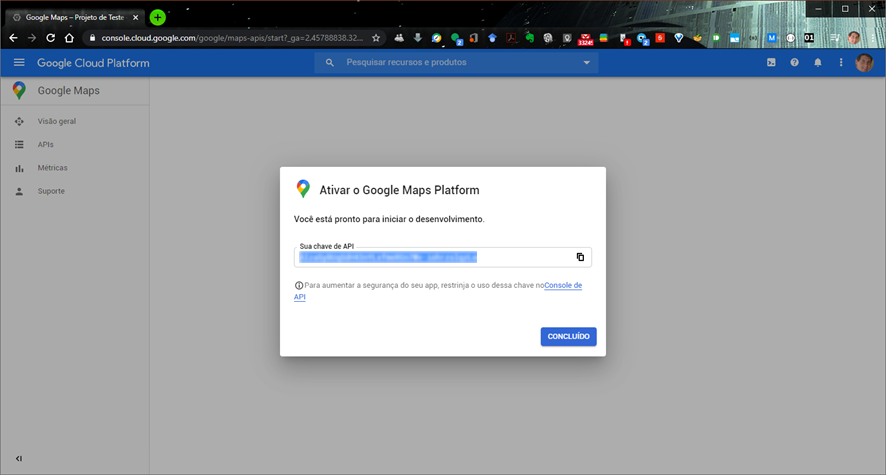 Google Maps – Projeto de Teste
console.cloud.google.com/google/maps-apis/start?_ga=2.45788838.32...
Google Cloud Platform
Pesquisar recursos e produtos
Google Maps
Visão geral
APIs
Métricas
Suporte
Ativar o Google Maps Platform
Você está pronto para iniciar o desenvolvimento.
Sua chave de API
Para aumentar a segurança do seu app, restrinja o uso dessa chave noConsole de
API
CONCLUÍDO